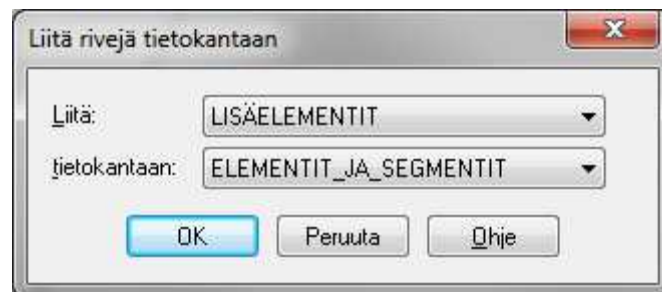 Liitä rivejä tietokantaan
Liitä: LISÄELEMENTIT
tietokantaan: ELEMENTIT_JA_SEGMENTIT
OK Peruuta Ohje